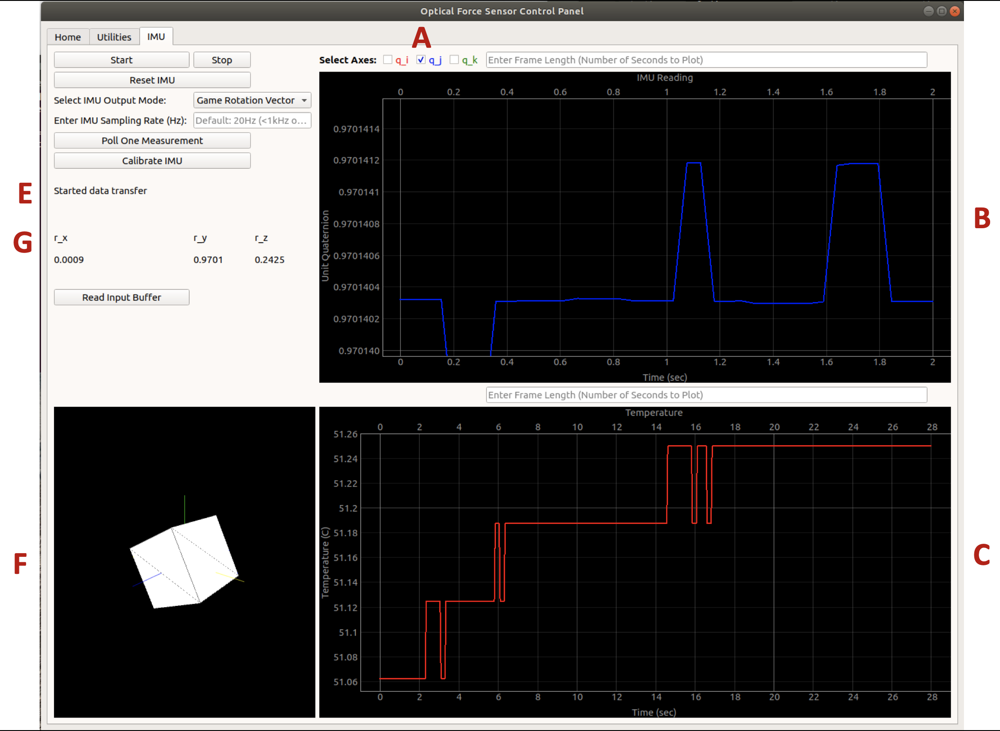 Optical Force Sensor Control Panel
Home Utilities IMU
A
Start Stop
Select Axes: q_i q_j q_k Enter Frame Length (Number of Seconds to Plot)
Reset IMU
Select IMU Output Mode: Game Rotation Vector
Enter IMU Sampling Rate (Hz): Default: 20Hz (<1kHz o...
Poll One Measurement
Calibrate IMU
E
Started data transfer
G
r_x r_y r_z
0.0009 0.9701 0.2425
Read Input Buffer
IMU Reading
0 0.2 0.4 0.6 0.8 1 1.2 1.4 1.6 1.8 2
0.9701414
0.9701412
0.970141
0.9701408
0.9701406
0.9701404
0.9701402
0.970140
Unit Quaternion
0 0.2 0.4 0.6 0.8 1 1.2 1.4 1.6 1.8 2
Time (sec)
B
Enter Frame Length (Number of Seconds to Plot)
Temperature
0 2 4 6 8 10 12 14 16 18 20 22 24 26 28
51.26
51.24
51.22
51.2
51.18
51.16
51.14
51.12
51.1
51.08
51.06
Temperature (C)
0 2 4 6 8 10 12 14 16 18 20 22 24 26 28
Time (sec)
C
F